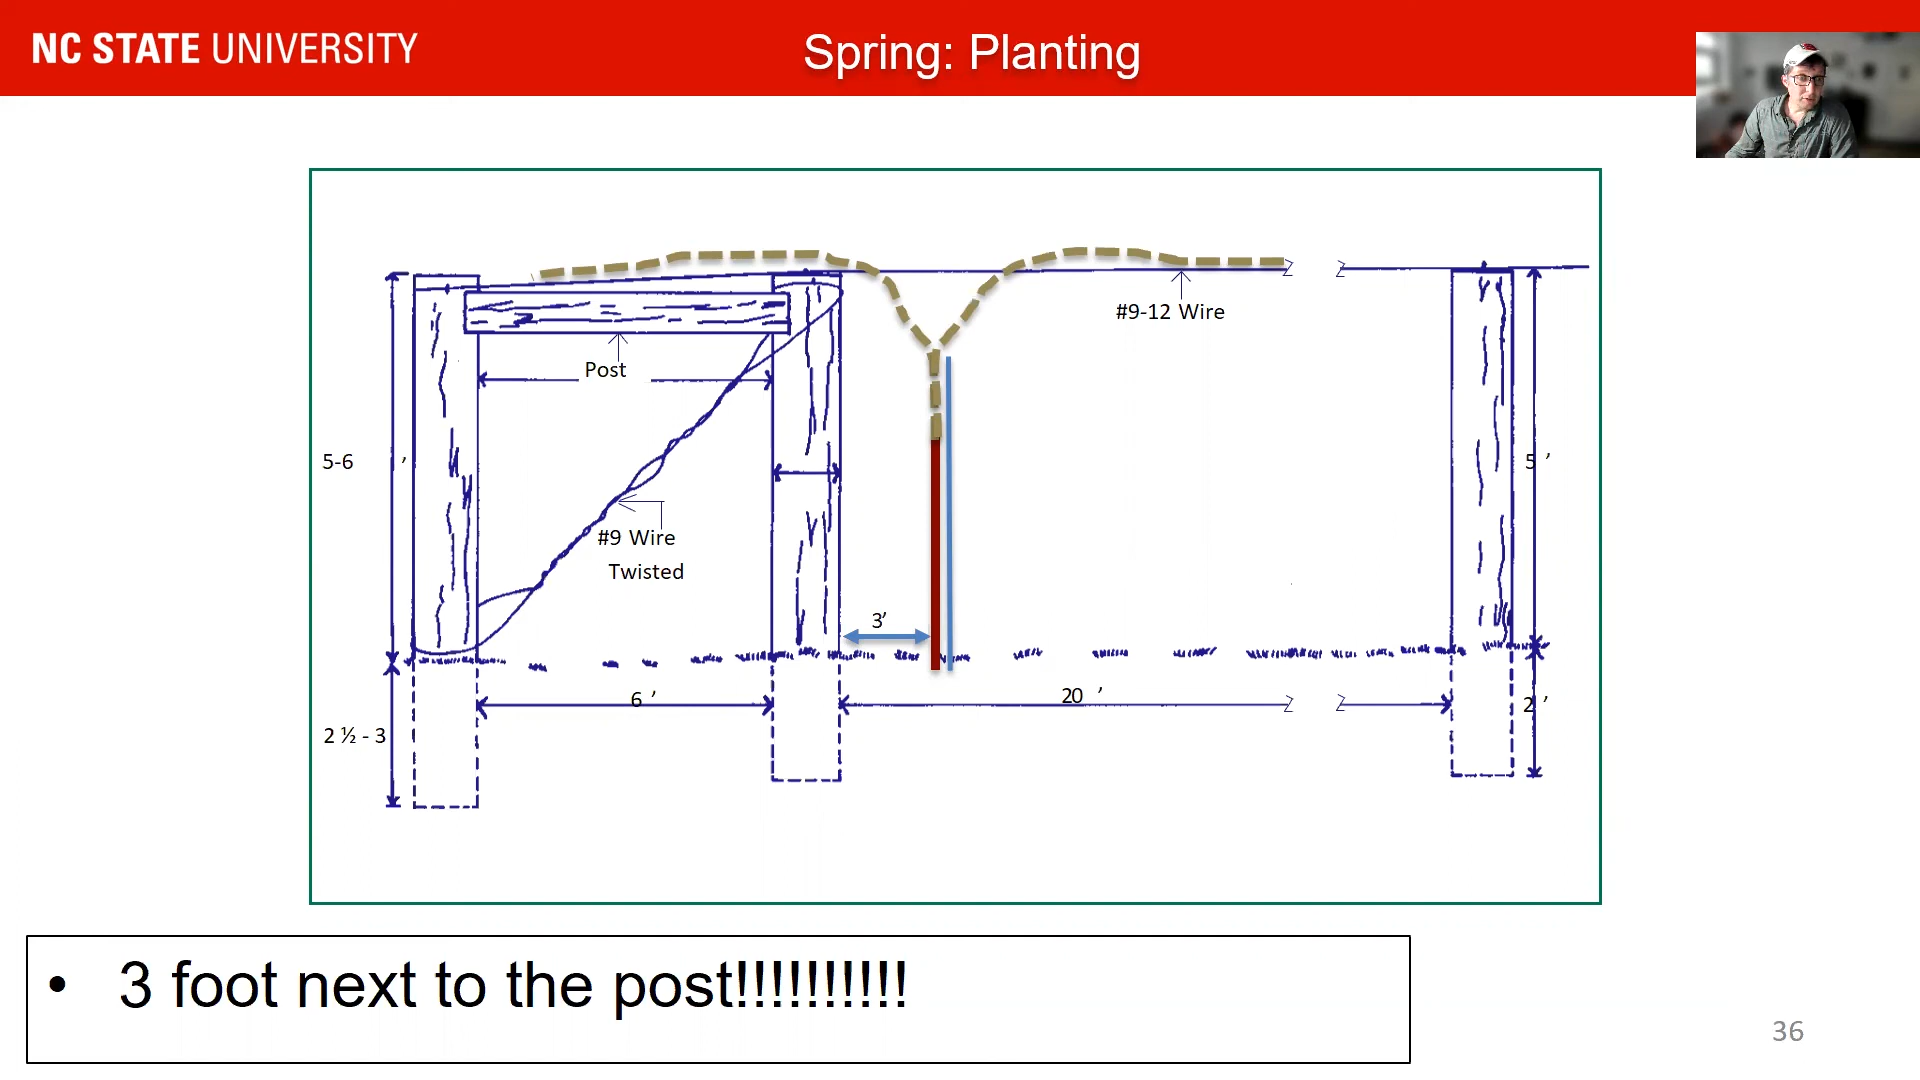 NC STATE UNIVERSITY
Spring: Planting
#9-12 Wire
Post
5-6 ’
5 ’
#9 Wire
Twisted
3’
6 ’
20 ’
2 ’
2 ½ - 3
• 3 foot next to the post!!!!!!!!!!
36